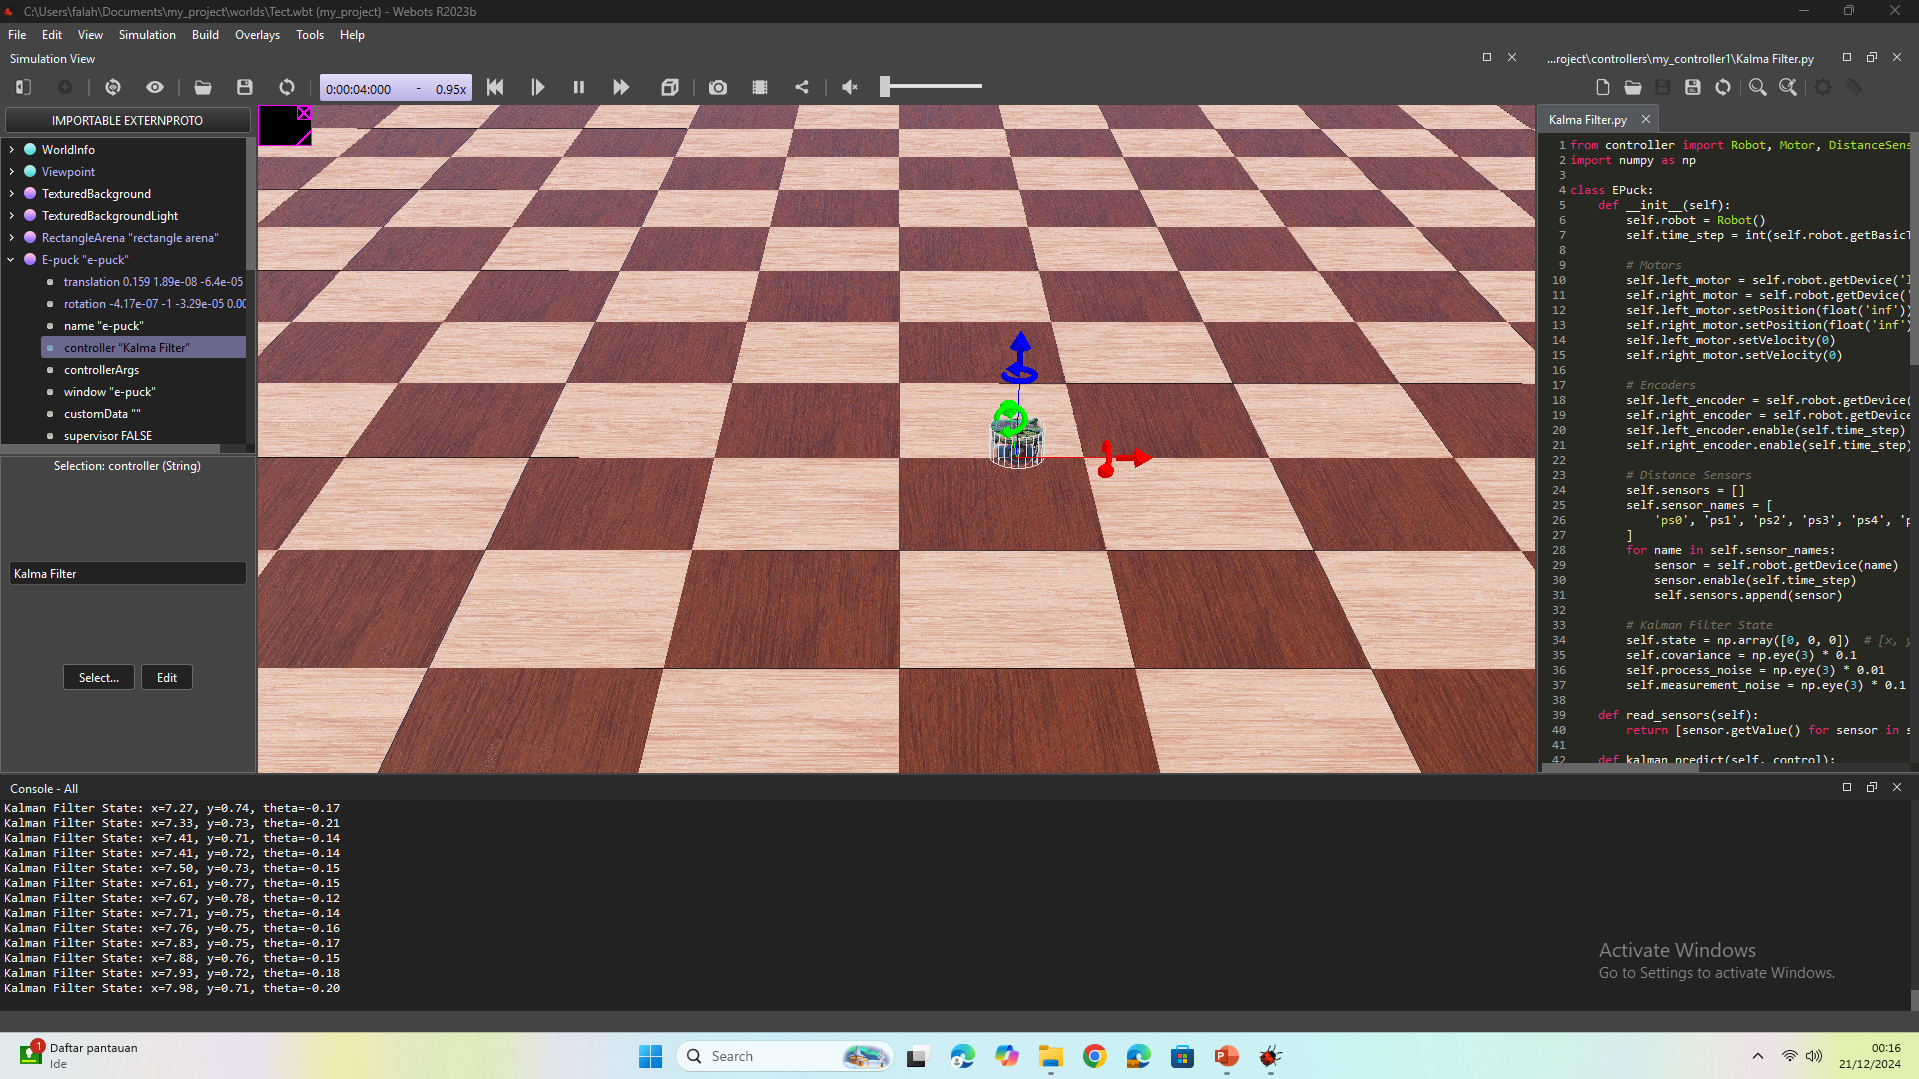 C:\Users\falah\Documents\my_project\worlds\Tect.wbt (my_project) - Webots R2023b
File Edit View Simulation Build Overlays Tools Help
Simulation View
...roject\controllers\my_controller1\Kalma Filter.py
0:00:04:000 - 0.95x
IMPORTABLE EXTERNPROTO
WorldInfo
Viewpoint
TexturedBackground
TexturedBackgroundLight
RectangleArena "rectangle arena"
E-puck "e-puck"
translation 0.159 1.89e-08 -6.4e-05
rotation -4.17e-07 -1 -3.29e-05 0.00
name "e-puck"
controller "Kalma Filter"
controllerArgs
window "e-puck"
customData ""
supervisor FALSE
Selection: controller (String)
Kalma Filter
Select... Edit
Kalma Filter.py
1 from controller import Robot, Motor, DistanceSens
2 import numpy as np
3
4 class EPuck:
5 def __init__(self):
6 self.robot = Robot()
7 self.time_step = int(self.robot.getBasicT
8
9 # Motors
10 self.left_motor = self.robot.getDevice('l
11 self.right_motor = self.robot.getDevice('
12 self.left_motor.setPosition(float('inf'))
13 self.right_motor.setPosition(float('inf')
14 self.left_motor.setVelocity(0)
15 self.right_motor.setVelocity(0)
16
17 # Encoders
18 self.left_encoder = self.robot.getDevice(
19 self.right_encoder = self.robot.getDevice
20 self.left_encoder.enable(self.time_step)
21 self.right_encoder.enable(self.time_step)
22
23 # Distance Sensors
24 self.sensors = []
25 self.sensor_names = [
26 'ps0', 'ps1', 'ps2', 'ps3', 'ps4', 'p
27 ]
28 for name in self.sensor_names:
29 sensor = self.robot.getDevice(name)
30 sensor.enable(self.time_step)
31 self.sensors.append(sensor)
32
33 # Kalman Filter State
34 self.state = np.array([0, 0, 0]) # [x, y
35 self.covariance = np.eye(3) * 0.1
36 self.process_noise = np.eye(3) * 0.01
37 self.measurement_noise = np.eye(3) * 0.1
38
39 def read_sensors(self):
40 return [sensor.getValue() for sensor in s
41
42 def kalman_predict(self, control):
Console - All
Kalman Filter State: x=7.27, y=0.74, theta=-0.17
Kalman Filter State: x=7.33, y=0.73, theta=-0.21
Kalman Filter State: x=7.41, y=0.71, theta=-0.14
Kalman Filter State: x=7.41, y=0.72, theta=-0.14
Kalman Filter State: x=7.50, y=0.73, theta=-0.15
Kalman Filter State: x=7.61, y=0.77, theta=-0.15
Kalman Filter State: x=7.67, y=0.78, theta=-0.12
Kalman Filter State: x=7.71, y=0.75, theta=-0.14
Kalman Filter State: x=7.76, y=0.75, theta=-0.16
Kalman Filter State: x=7.83, y=0.75, theta=-0.17
Kalman Filter State: x=7.88, y=0.76, theta=-0.15
Kalman Filter State: x=7.93, y=0.72, theta=-0.18
Kalman Filter State: x=7.98, y=0.71, theta=-0.20
Activate Windows
Go to Settings to activate Windows.
1
Daftar pantauan
Ide
Search
00:16
21/12/2024